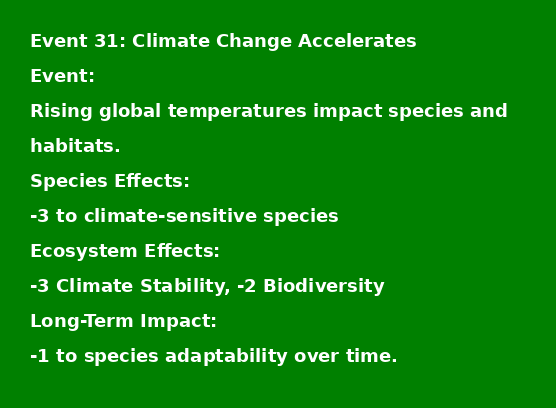 Event 31: Climate Change Accelerates
Event:
Rising global temperatures impact species and
habitats.
Species Effects:
-3 to climate-sensitive species
Ecosystem Effects:
-3 Climate Stability, -2 Biodiversity
Long-Term Impact:
-1 to species adaptability over time.